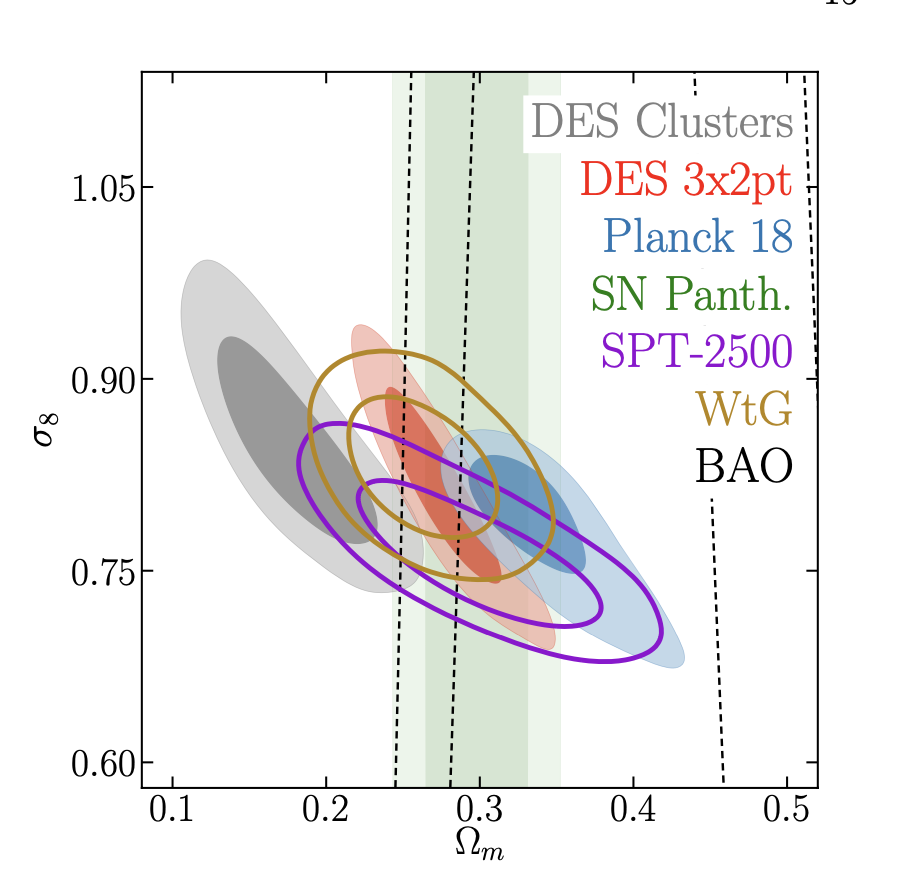 DES Clusters
DES 3x2pt
Planck 18
SN Panth.
SPT-2500
WtG
BAO
1.05
0.90
0.75
0.60
σ8
0.1 0.2 0.3 0.4 0.5
Ωm